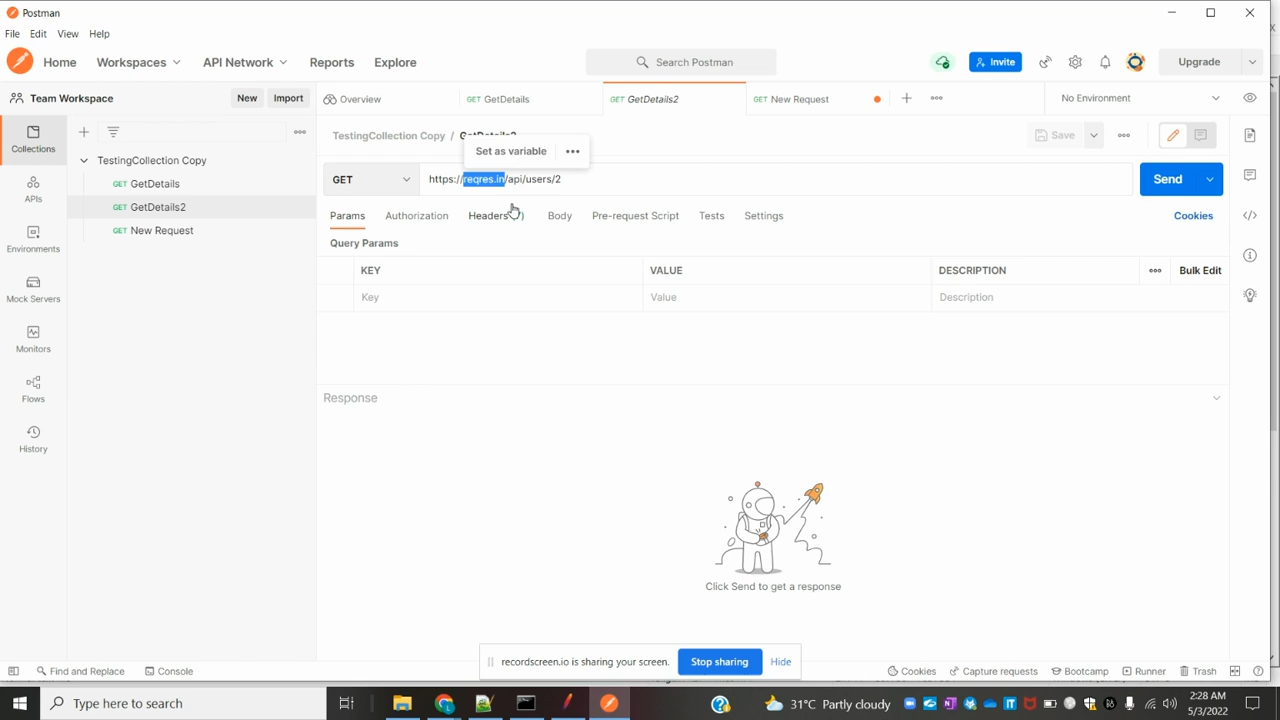 Postman
File Edit View Help
Home Workspaces API Network Reports Explore Search Postman Invite Upgrade
Team Workspace New Import Overview GET GetDetails GET GetDetails2 GET New Request No Environment
TestingCollection Copy / GetDetails2 Save
Set as variable
Collections
APIs
Environments
Mock Servers
Monitors
Flows
History
TestingCollection Copy
GET GetDetails
GET GetDetails2
GET New Request
GET https://reqres.in/api/users/2 Send
Params Authorization Headers Body Pre-request Script Tests Settings Cookies
Query Params
KEY VALUE DESCRIPTION Bulk Edit
Key Value Description
Response
Click Send to get a response
recordscreen.io is sharing your screen. Stop sharing Hide
Find and Replace Console Cookies Capture requests Bootcamp Runner Trash
Type here to search 31°C Partly cloudy 2:28 AM
5/3/2022